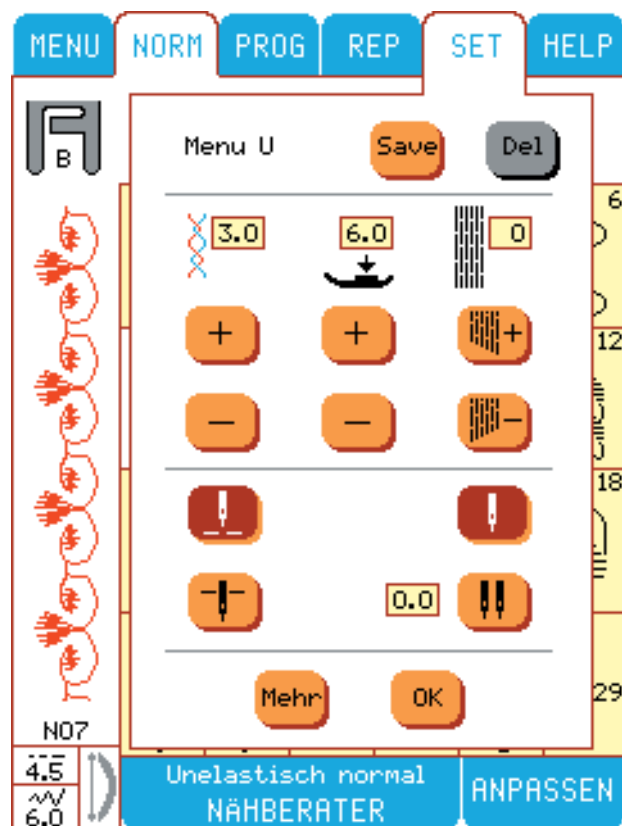 MENU NORM PROG REP SET HELP
B
Menu U Save Del
6
3.0 6.0 0
+ + +
12
− − −
18
0.0
Mehr OK
29
N07
4.5
6.0
Unelastisch normal
NÄHBERATER
ANPASSEN